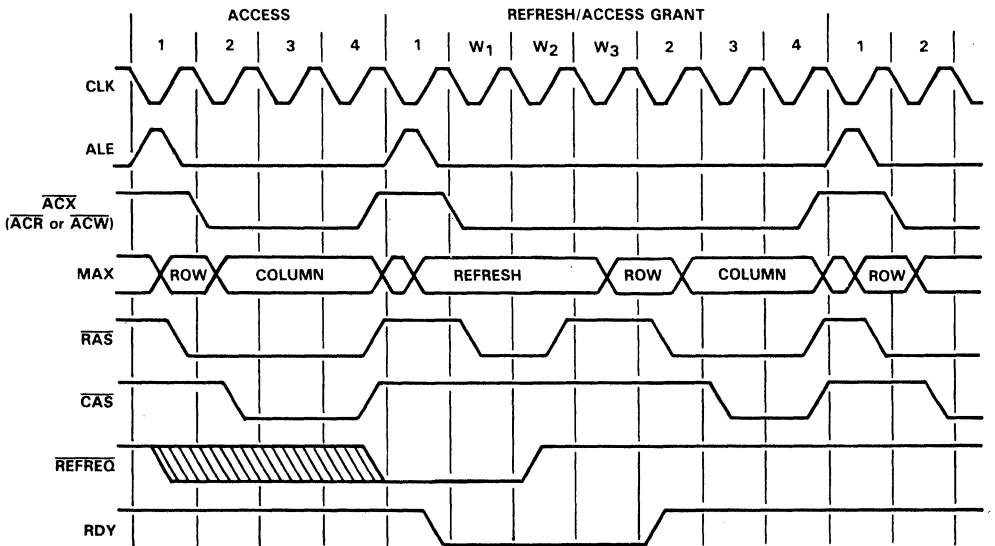 ACCESS REFRESH/ACCESS GRANT
1 2 3 4 1 W1 W2 W3 2 3 4 1 2
CLK
ALE
ACX
(ACR or ACW)
MAX ROW COLUMN REFRESH ROW COLUMN ROW
RAS
CAS
REFREQ
RDY